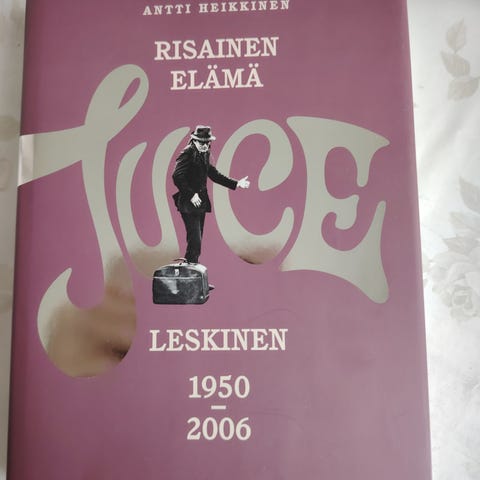 ANTTI HEIKKINEN
RISAINEN
ELÄMÄ
JUICE
LESKINEN
1950
–
2006